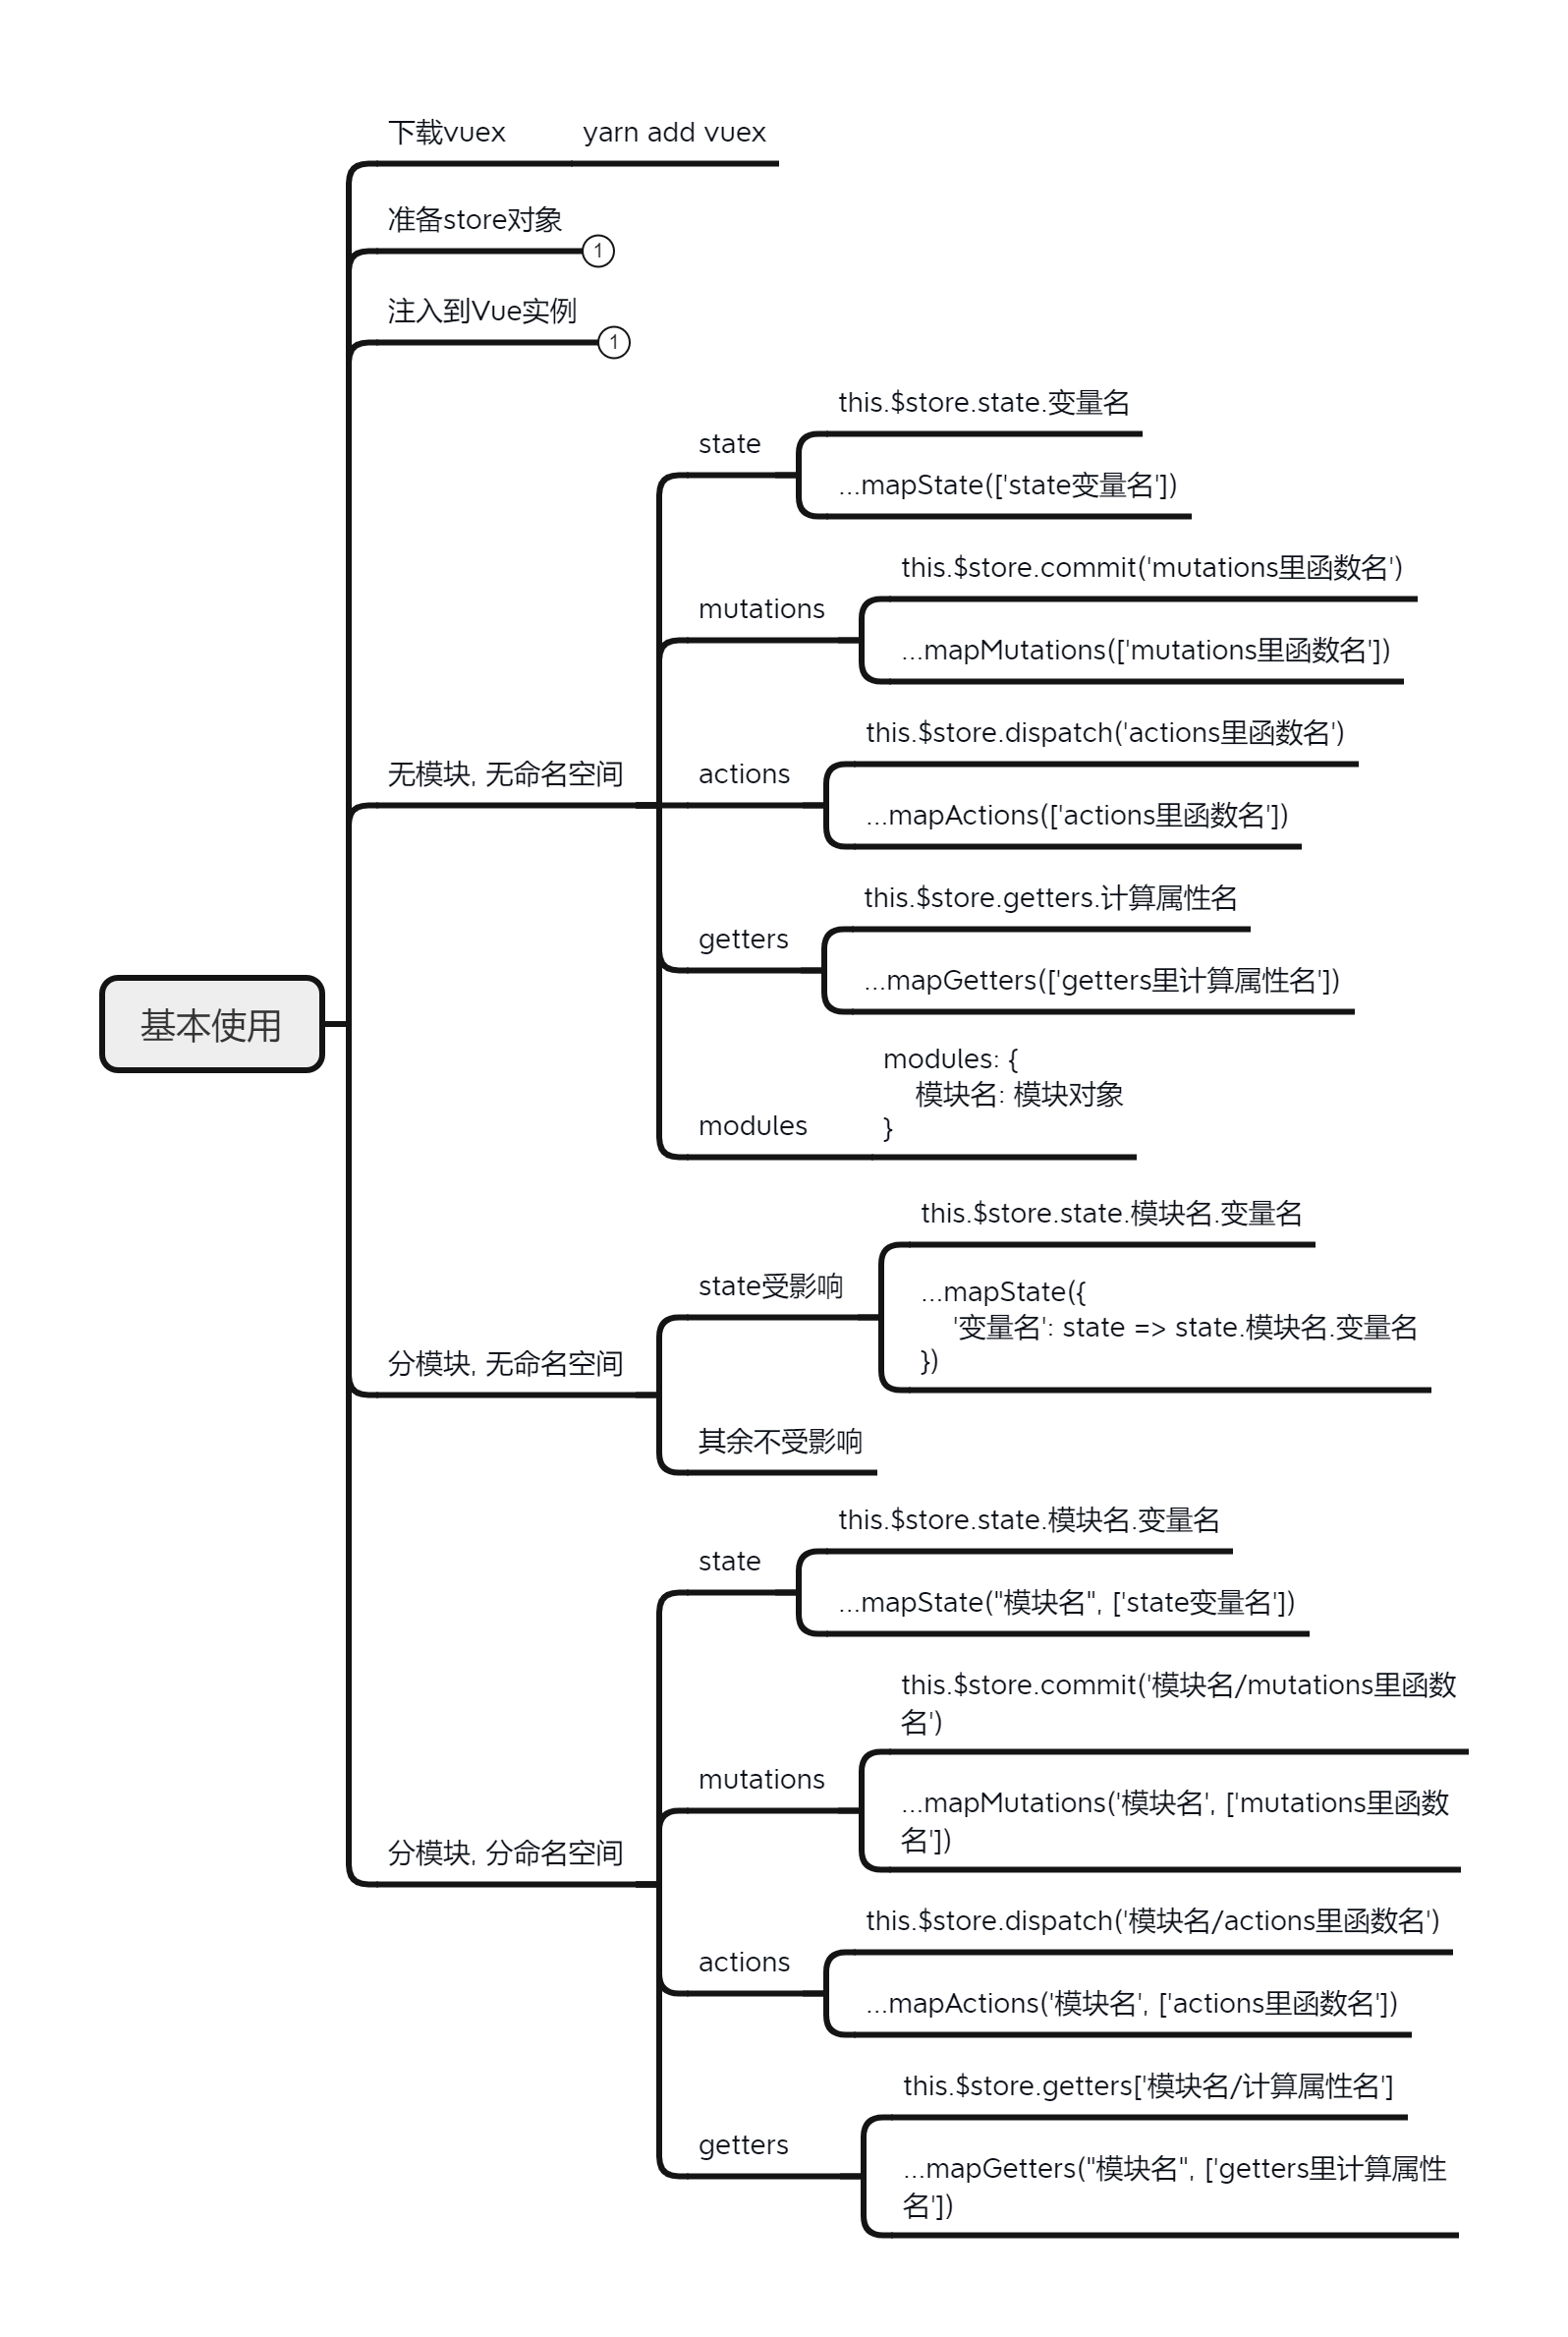 下载vuex
yarn add vuex
准备store对象
1
注入到Vue实例
1
无模块, 无命名空间
state
this.$store.state.变量名
...mapState(['state变量名'])
mutations
this.$store.commit('mutations里函数名')
...mapMutations(['mutations里函数名'])
actions
this.$store.dispatch('actions里函数名')
...mapActions(['actions里函数名'])
getters
this.$store.getters.计算属性名
...mapGetters(['getters里计算属性名'])
modules
modules: {
模块名: 模块对象
}
基本使用
分模块, 无命名空间
state受影响
this.$store.state.模块名.变量名
...mapState({
'变量名': state => state.模块名.变量名
})
其余不受影响
分模块, 分命名空间
state
this.$store.state.模块名.变量名
...mapState("模块名", ['state变量名'])
mutations
this.$store.commit('模块名/mutations里函数
名')
...mapMutations('模块名', ['mutations里函数
名'])
actions
this.$store.dispatch('模块名/actions里函数名')
...mapActions('模块名', ['actions里函数名'])
getters
this.$store.getters['模块名/计算属性名']
...mapGetters("模块名", ['getters里计算属性
名'])